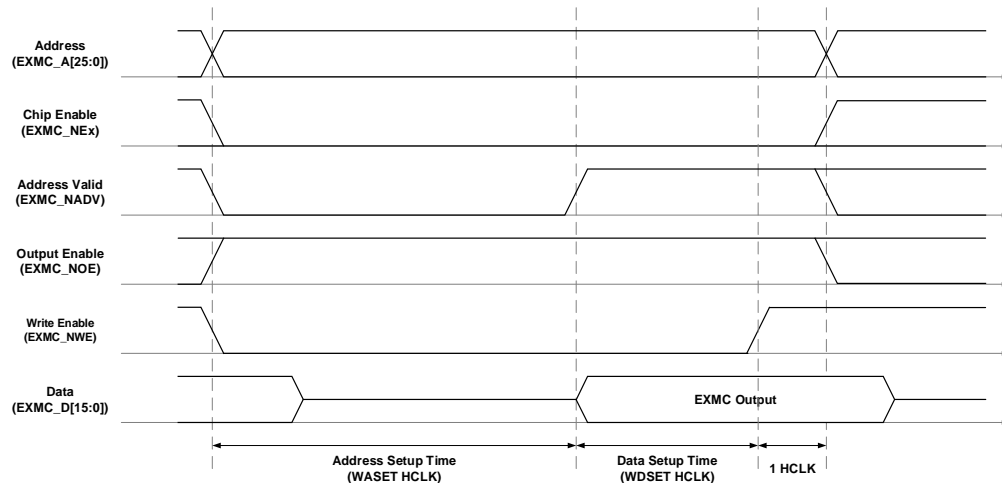 Address
(EXMC_A[25:0])
Chip Enable
(EXMC_NEx)
Address Valid
(EXMC_NADV)
Output Enable
(EXMC_NOE)
Write Enable
(EXMC_NWE)
Data
(EXMC_D[15:0])
EXMC Output
Address Setup Time
(WASET HCLK)
Data Setup Time
(WDSET HCLK)
1 HCLK